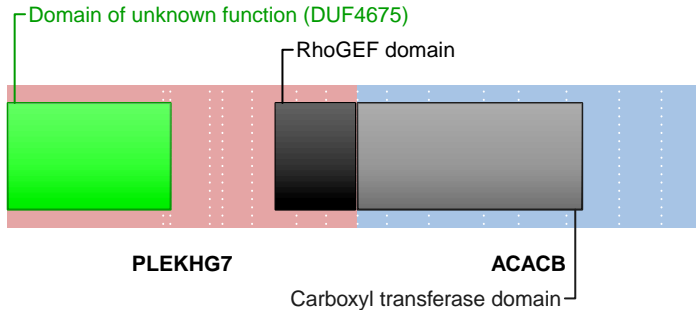 Domain of unknown function (DUF4675)
RhoGEF domain
PLEKHG7 ACACB
Carboxyl transferase domain